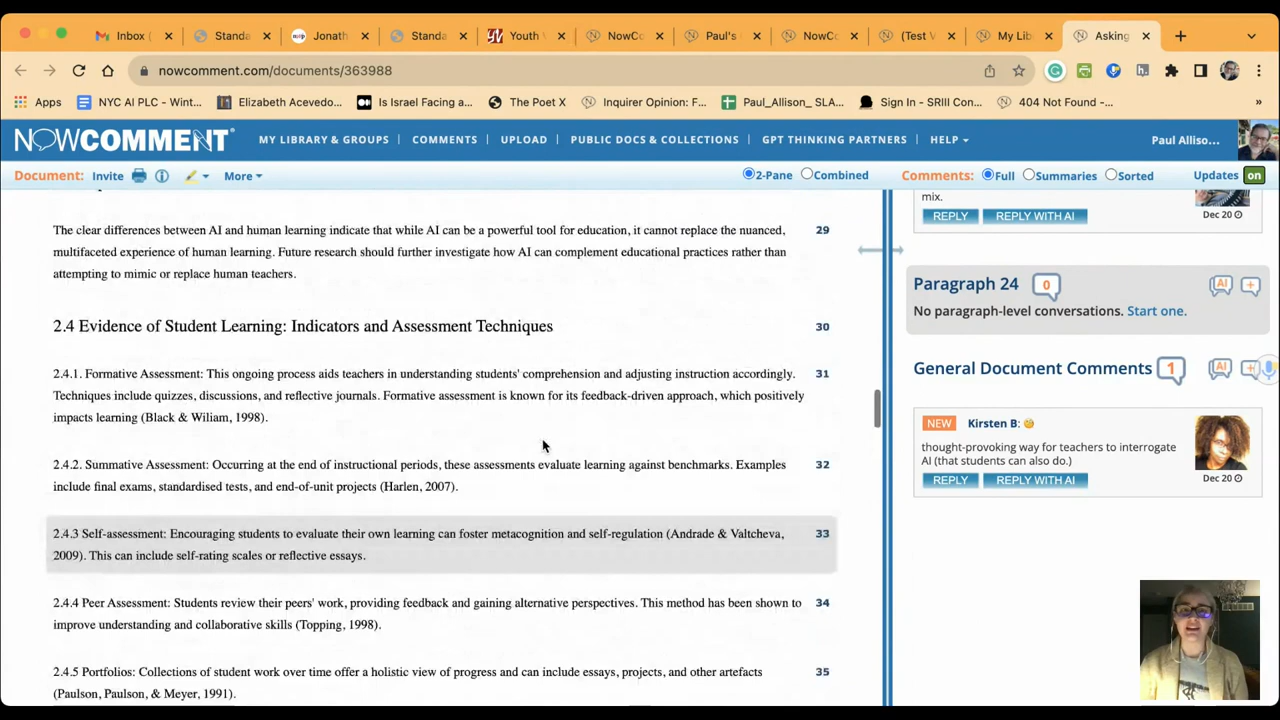 Inbox (
Standa
Jonath
Standa
Youth
NowCo
Paul's
NowCo
(Test V
My Lib
Asking
nowcomment.com/documents/363988
Apps
NYC AI PLC - Wint...
Elizabeth Acevedo...
Is Israel Facing a...
The Poet X
Inquirer Opinion: F...
Paul_Allison_ SLA...
Sign In - SRIII Con...
404 Not Found -...
»
NOWCOMMENT®
MY LIBRARY & GROUPS
COMMENTS
UPLOAD
PUBLIC DOCS & COLLECTIONS
GPT THINKING PARTNERS
HELP
Paul Alliso...
Document:
Invite
More
2-Pane
Combined
Comments:
Full
Summaries
Sorted
Updates
on
The clear differences between AI and human learning indicate that while AI can be a powerful tool for education, it cannot replace the nuanced, 29
multifaceted experience of human learning. Future research should further investigate how AI can complement educational practices rather than
attempting to mimic or replace human teachers.
2.4 Evidence of Student Learning: Indicators and Assessment Techniques 30
2.4.1. Formative Assessment: This ongoing process aids teachers in understanding students' comprehension and adjusting instruction accordingly. 31
Techniques include quizzes, discussions, and reflective journals. Formative assessment is known for its feedback-driven approach, which positively
impacts learning (Black & Wiliam, 1998).
2.4.2. Summative Assessment: Occurring at the end of instructional periods, these assessments evaluate learning against benchmarks. Examples 32
include final exams, standardised tests, and end-of-unit projects (Harlen, 2007).
2.4.3 Self-assessment: Encouraging students to evaluate their own learning can foster metacognition and self-regulation (Andrade & Valtcheva, 33
2009). This can include self-rating scales or reflective essays.
2.4.4 Peer Assessment: Students review their peers' work, providing feedback and gaining alternative perspectives. This method has been shown to 34
improve understanding and collaborative skills (Topping, 1998).
2.4.5 Portfolios: Collections of student work over time offer a holistic view of progress and can include essays, projects, and other artefacts 35
(Paulson, Paulson, & Meyer, 1991).
mix.
REPLY
REPLY WITH AI
Dec 20
Paragraph 24
0
AI
+
No paragraph-level conversations. Start one.
General Document Comments
1
AI
+
NEW
Kirsten B:
thought-provoking way for teachers to interrogate
AI (that students can also do.)
REPLY
REPLY WITH AI
Dec 20